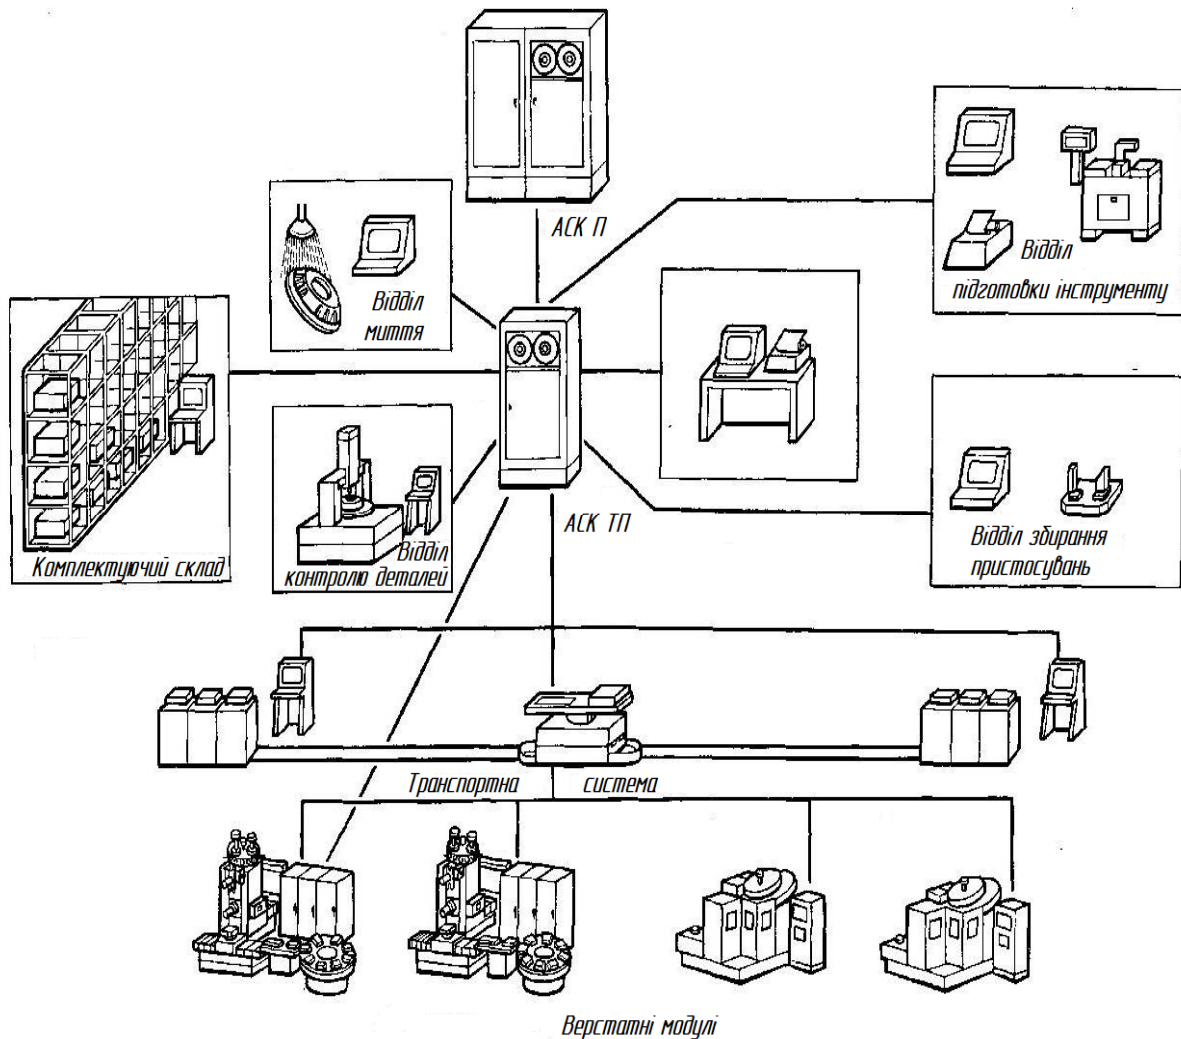 АСК П
Відділ
підготовки інструменту
Відділ
миття
АСК ТП
Відділ
контролю деталей
Комплектуючий склад
Відділ збирання
пристосувань
Транспортна система
Верстатні модулі